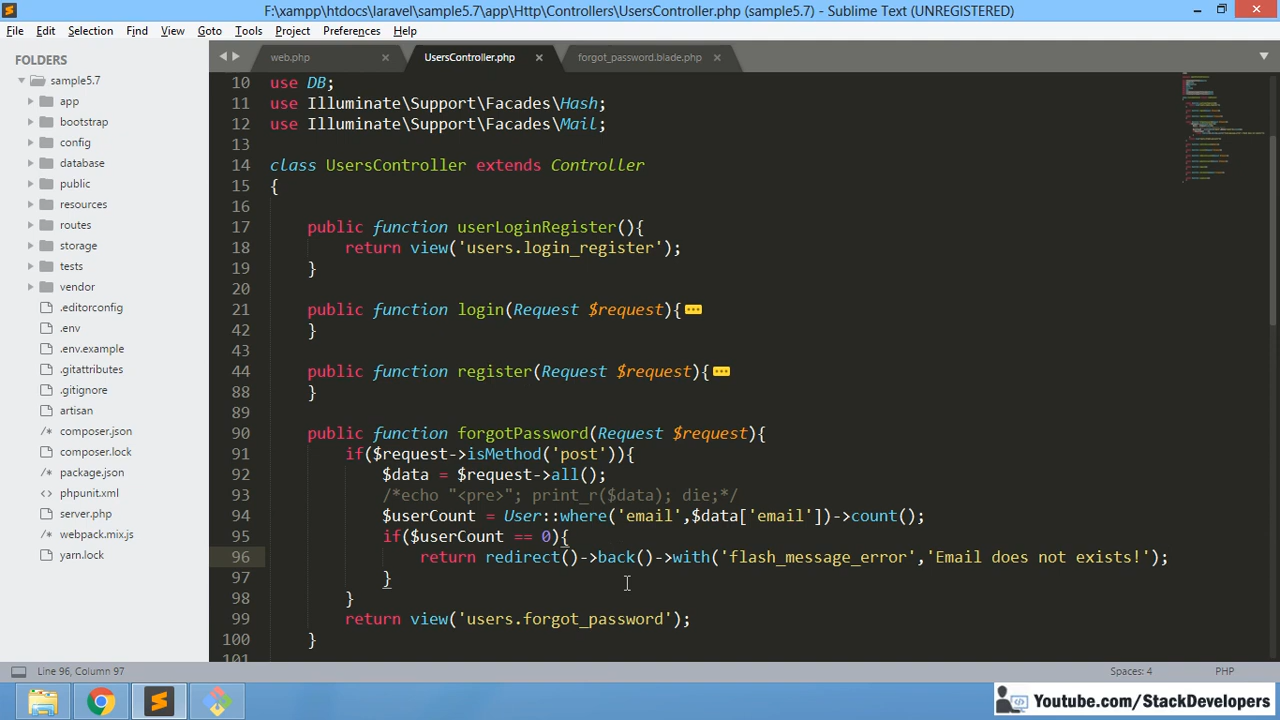 F:\xampp\htdocs\laravel\sample5.7\app\Http\Controllers\UsersController.php (sample5.7) - Sublime Text (UNREGISTERED)
File Edit Selection Find View Goto Tools Project Preferences Help
FOLDERS
sample5.7
app
bootstrap
config
database
public
resources
routes
storage
tests
vendor
.editorconfig
.env
.env.example
.gitattributes
.gitignore
artisan
composer.json
composer.lock
package.json
phpunit.xml
server.php
webpack.mix.js
yarn.lock
web.php
UsersController.php
forgot_password.blade.php
10 use DB;
11 use Illuminate\Support\Facades\Hash;
12 use Illuminate\Support\Facades\Mail;
13
14 class UsersController extends Controller
15 {
16
17 public function userLoginRegister(){
18 return view('users.login_register');
19 }
20
21 public function login(Request $request){
42 }
43
44 public function register(Request $request){
88 }
89
90 public function forgotPassword(Request $request){
91 if($request->isMethod('post')){
92 $data = $request->all();
93 /*echo "<pre>"; print_r($data); die;*/
94 $userCount = User::where('email',$data['email'])->count();
95 if($userCount == 0){
96 return redirect()->back()->with('flash_message_error','Email does not exists!');
97 }
98 }
99 return view('users.forgot_password');
100 }
101
Line 96, Column 97
Spaces: 4
PHP
Youtube.com/StackDevelopers